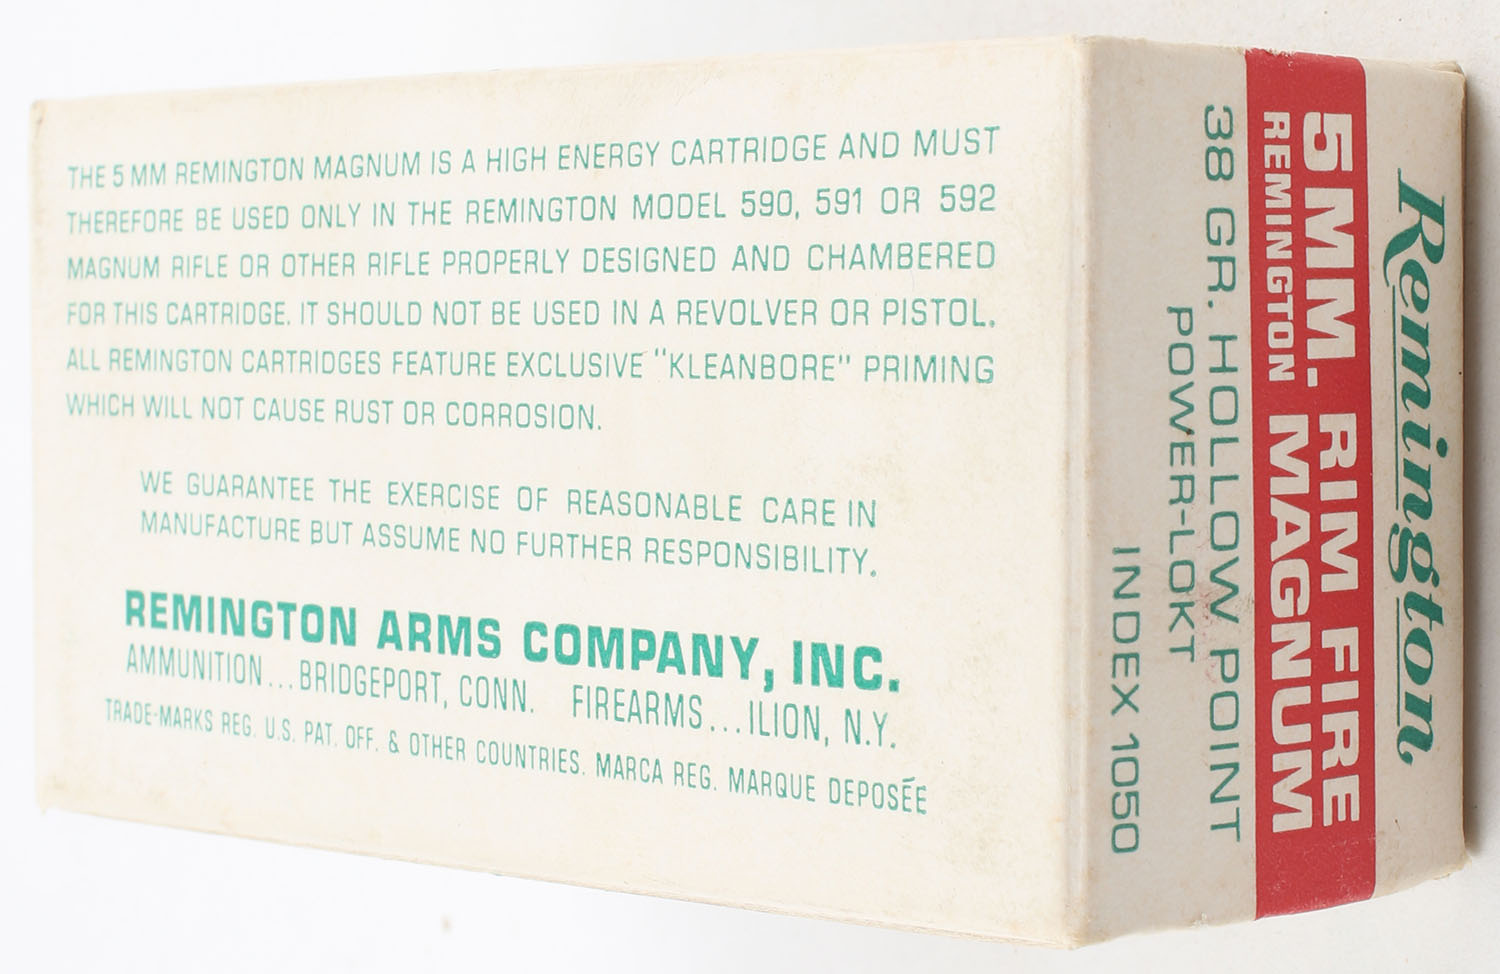 THE 5 MM REMINGTON MAGNUM IS A HIGH ENERGY CARTRIDGE AND MUST
THEREFORE BE USED ONLY IN THE REMINGTON MODEL 590, 591 OR 592
MAGNUM RIFLE OR OTHER RIFLE PROPERLY DESIGNED AND CHAMBERED
FOR THIS CARTRIDGE. IT SHOULD NOT BE USED IN A REVOLVER OR PISTOL.
ALL REMINGTON CARTRIDGES FEATURE EXCLUSIVE "KLEANBORE" PRIMING
WHICH WILL NOT CAUSE RUST OR CORROSION.
WE GUARANTEE THE EXERCISE OF REASONABLE CARE IN
MANUFACTURE BUT ASSUME NO FURTHER RESPONSIBILITY.
REMINGTON ARMS COMPANY, INC.
AMMUNITION...BRIDGEPORT, CONN. FIREARMS...ILION, N.Y.
TRADE-MARKS REG. U.S. PAT. OFF. & OTHER COUNTRIES. MARCA REG. MARQUE DEPOSÉE
Remington
5MM. RIM FIRE
REMINGTON MAGNUM
38 GR. HOLLOW POINT
POWER-LOKT
INDEX 1050